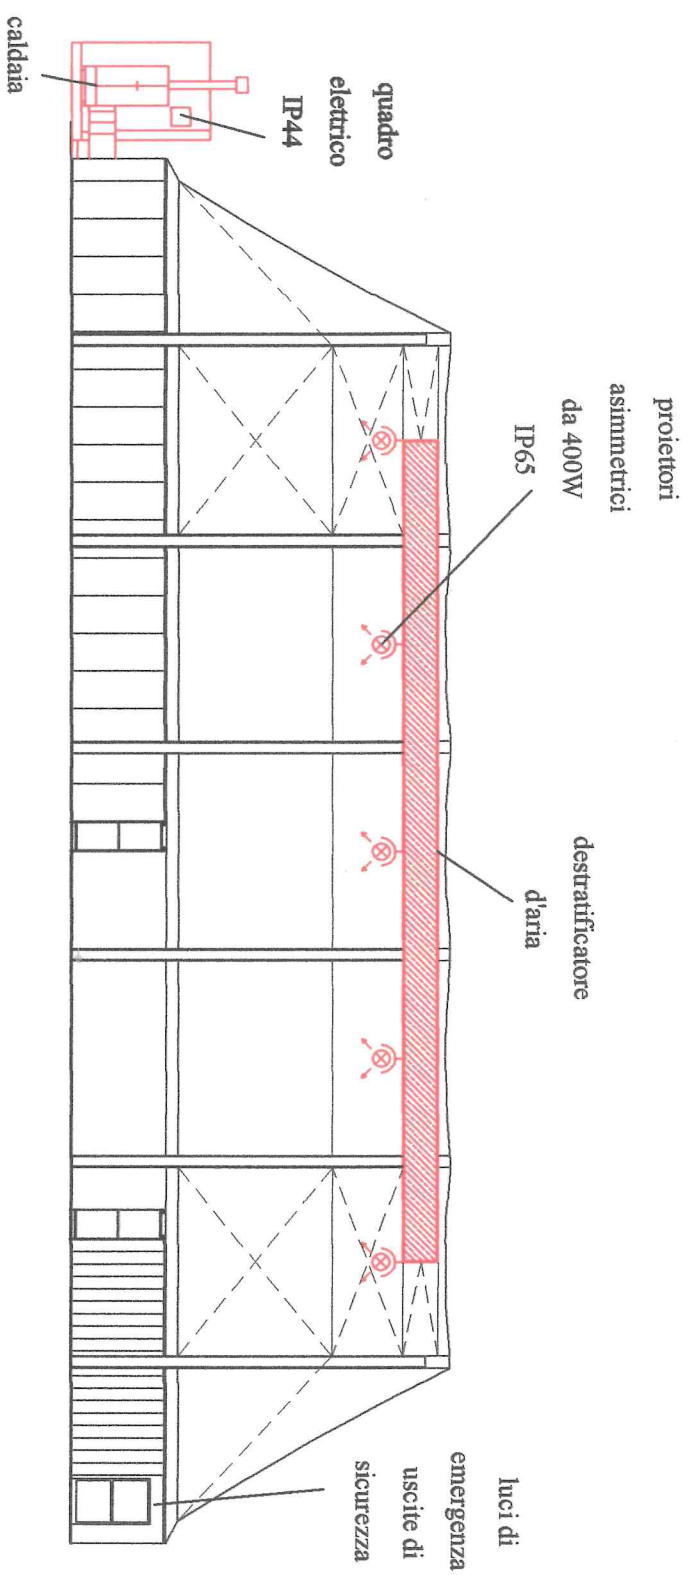 caldaia
quadro
elettrico
IP44
proiettori
asimmetrici
da 400W
IP65
destratificatore
d'aria
luci di
emergenza
uscite di
sicurezza